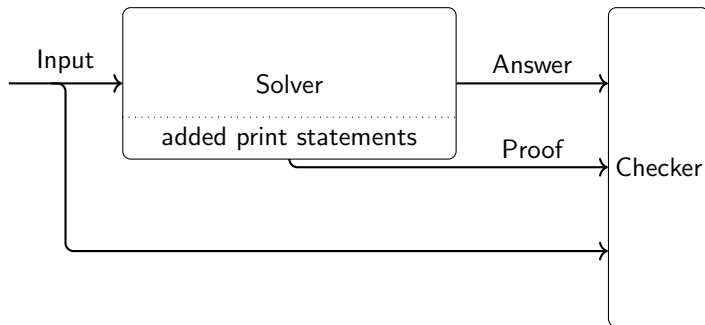 Input
Solver
added print statements
Answer
Proof
Checker